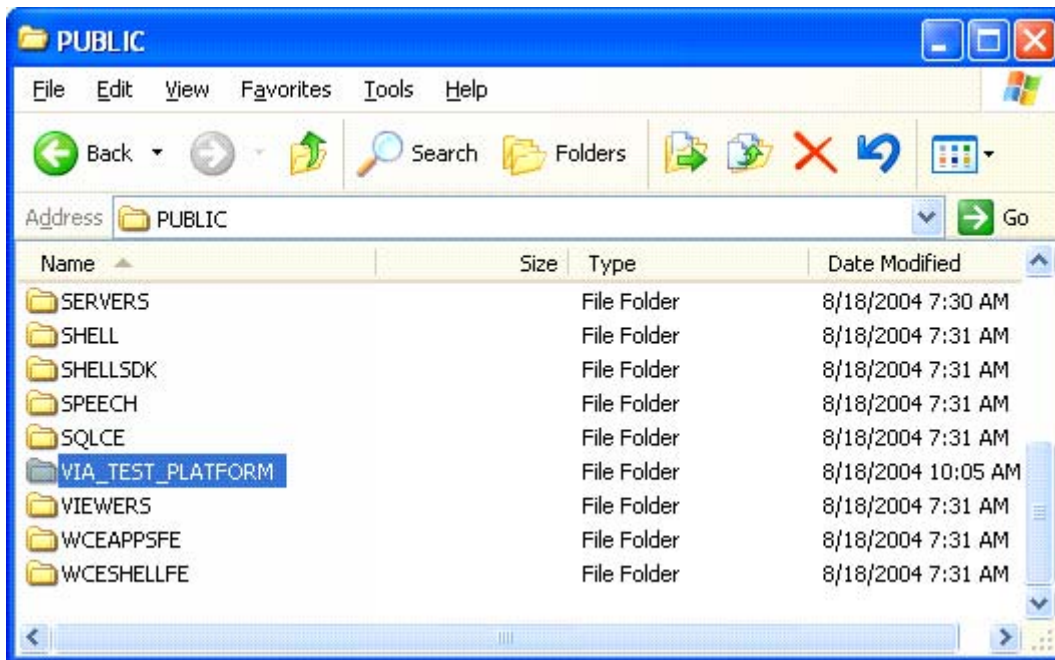 PUBLIC
File Edit View Favorites Tools Help
Back Search Folders
Address PUBLIC Go
Name Size Type Date Modified
SERVERS File Folder 8/18/2004 7:30 AM
SHELL File Folder 8/18/2004 7:31 AM
SHELLSDK File Folder 8/18/2004 7:31 AM
SPEECH File Folder 8/18/2004 7:31 AM
SQLCE File Folder 8/18/2004 7:31 AM
VIA_TEST_PLATFORM File Folder 8/18/2004 10:05 AM
VIEWERS File Folder 8/18/2004 7:31 AM
WCEAPPSFE File Folder 8/18/2004 7:31 AM
WCESHELLFE File Folder 8/18/2004 7:31 AM